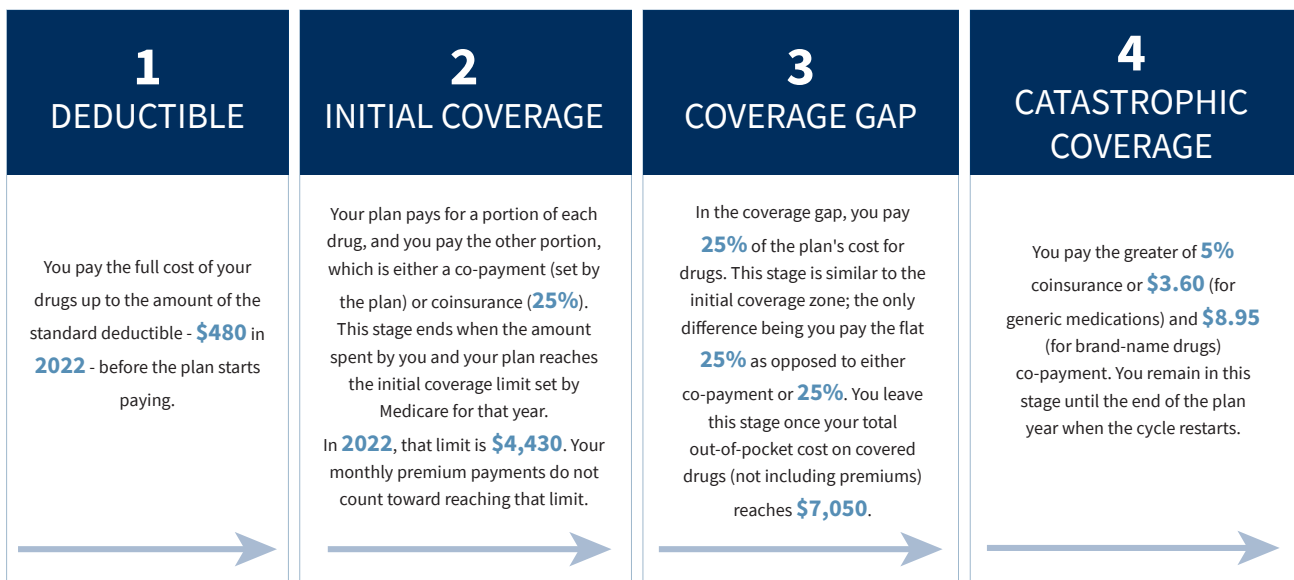 1
DEDUCTIBLE
You pay the full cost of your
drugs up to the amount of the
standard deductible - $480 in
2022 - before the plan starts
paying.
2
INITIAL COVERAGE
Your plan pays for a portion of each
drug, and you pay the other portion,
which is either a co-payment (set by
the plan) or coinsurance (25%).
This stage ends when the amount
spent by you and your plan reaches
the initial coverage limit set by
Medicare for that year.
In 2022, that limit is $4,430. Your
monthly premium payments do not
count toward reaching that limit.
3
COVERAGE GAP
In the coverage gap, you pay
25% of the plan's cost for
drugs. This stage is similar to the
initial coverage zone; the only
difference being you pay the flat
25% as opposed to either
co-payment or 25%. You leave
this stage once your total
out-of-pocket cost on covered
drugs (not including premiums)
reaches $7,050.
4
CATASTROPHIC
COVERAGE
You pay the greater of 5%
coinsurance or $3.60 (for
generic medications) and $8.95
(for brand-name drugs)
co-payment. You remain in this
stage until the end of the plan
year when the cycle restarts.